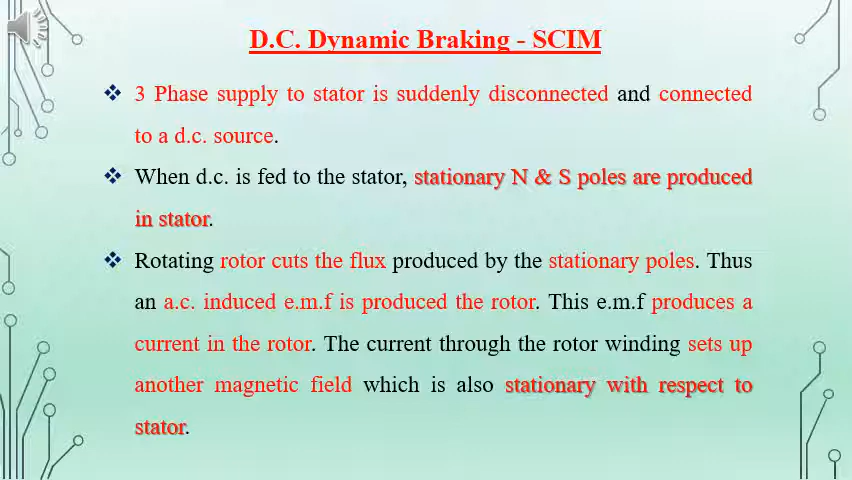 D.C. Dynamic Braking - SCIM
❖ 3 Phase supply to stator is suddenly disconnected and connected
to a d.c. source.
❖ When d.c. is fed to the stator, stationary N & S poles are produced
in stator.
❖ Rotating rotor cuts the flux produced by the stationary poles. Thus
an a.c. induced e.m.f is produced the rotor. This e.m.f produces a
current in the rotor. The current through the rotor winding sets up
another magnetic field which is also stationary with respect to
stator.